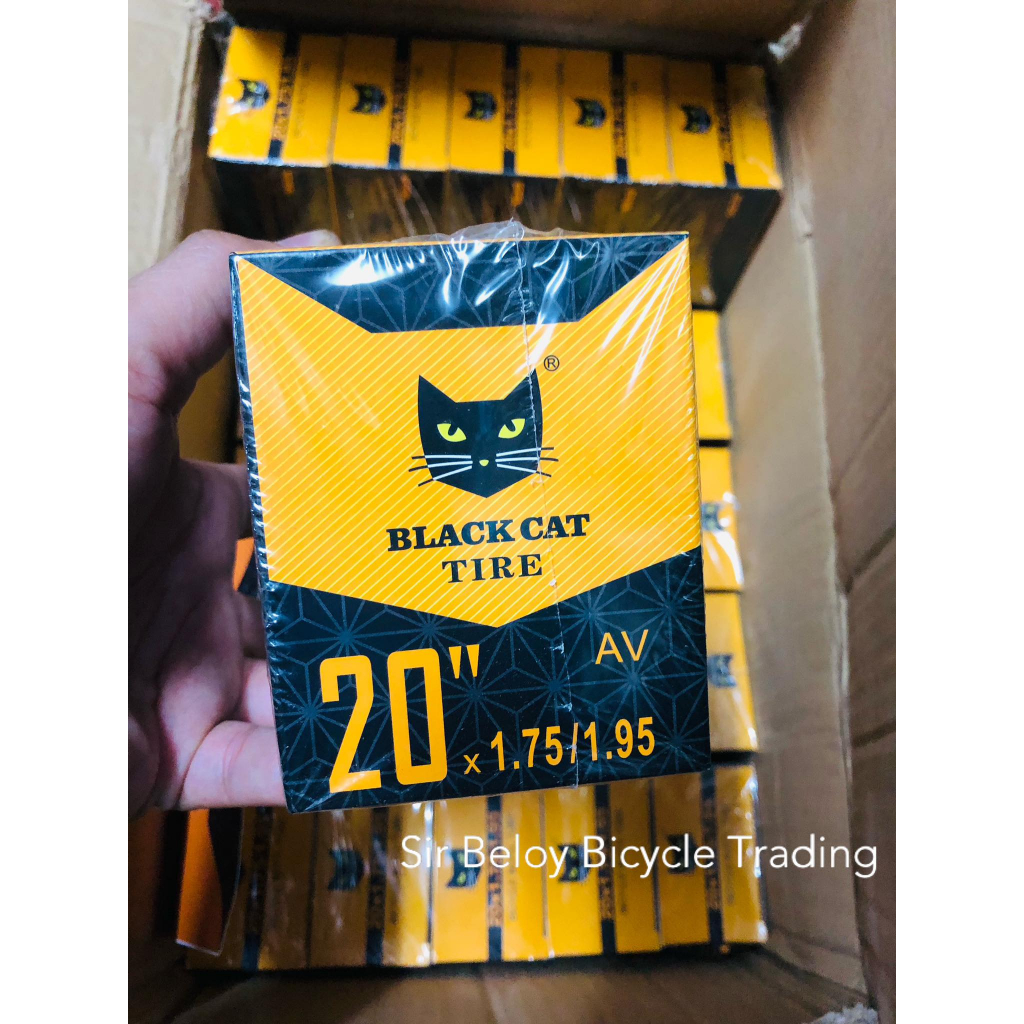 ®
BLACK CAT
TIRE
AV
20" x 1.75/1.95
Sir Beloy Bicycle Trading